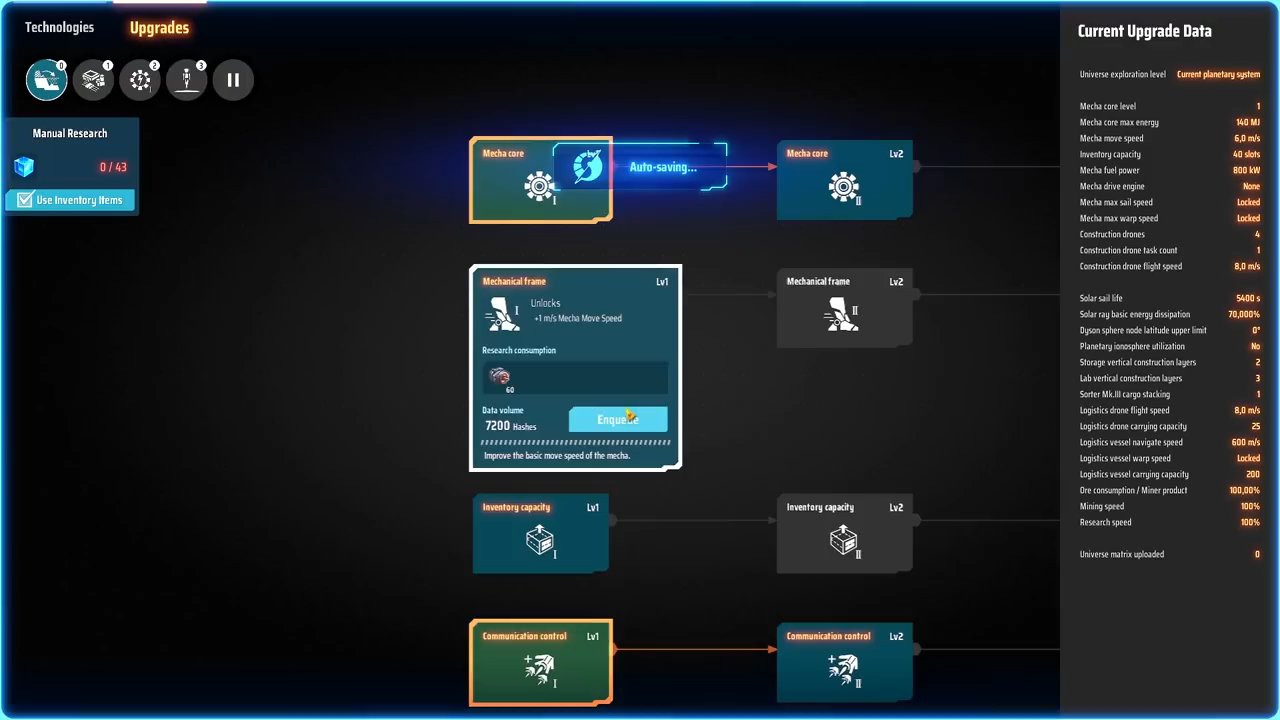 Technologies
Upgrades
0
1
2
3
Manual Research
0 / 43
Use Inventory Items
Mecha core
I
Auto-saving...
Mecha core Lv2
II
Mechanical frame Lv1
I
Unlocks
+1 m/s Mecha Move Speed
Research consumption
60
Data volume
7200 Hashes
Enqueue
Improve the basic move speed of the mecha.
Mechanical frame Lv2
II
Inventory capacity Lv1
I
Inventory capacity Lv2
II
Communication control Lv1
I
Communication control Lv2
II
Current Upgrade Data
Universe exploration level Current planetary system
Mecha core level 1
Mecha core max energy 140 MJ
Mecha move speed 6,0 m/s
Inventory capacity 40 slots
Mecha fuel power 800 kW
Mecha drive engine None
Mecha max sail speed Locked
Mecha max warp speed Locked
Construction drones 4
Construction drone task count 1
Construction drone flight speed 8,0 m/s
Solar sail life 5400 s
Solar ray basic energy dissipation 70,000%
Dyson sphere node latitude upper limit 0°
Planetary ionosphere utilization No
Storage vertical construction layers 2
Lab vertical construction layers 3
Sorter Mk.III cargo stacking 1
Logistics drone flight speed 8,0 m/s
Logistics drone carrying capacity 25
Logistics vessel navigate speed 600 m/s
Logistics vessel warp speed Locked
Logistics vessel carrying capacity 200
Ore consumption / Miner product 100,00%
Mining speed 100%
Research speed 100%
Universe matrix uploaded 0